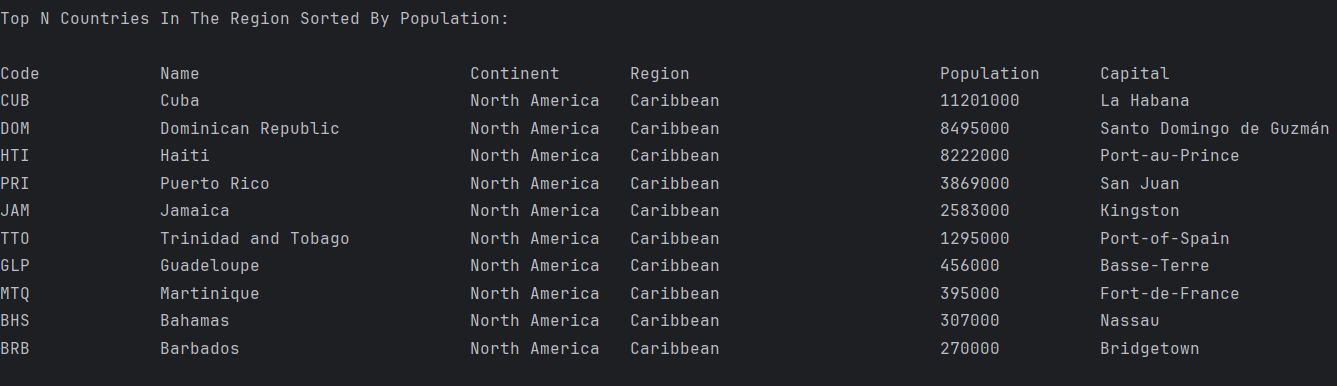 Top N Countries In The Region Sorted By Population:
Code Name Continent Region Population Capital
CUB Cuba North America Caribbean 11201000 La Habana
DOM Dominican Republic North America Caribbean 8495000 Santo Domingo de Guzmán
HTI Haiti North America Caribbean 8222000 Port-au-Prince
PRI Puerto Rico North America Caribbean 3869000 San Juan
JAM Jamaica North America Caribbean 2583000 Kingston
TTO Trinidad and Tobago North America Caribbean 1295000 Port-of-Spain
GLP Guadeloupe North America Caribbean 456000 Basse-Terre
MTQ Martinique North America Caribbean 395000 Fort-de-France
BHS Bahamas North America Caribbean 307000 Nassau
BRB Barbados North America Caribbean 270000 Bridgetown